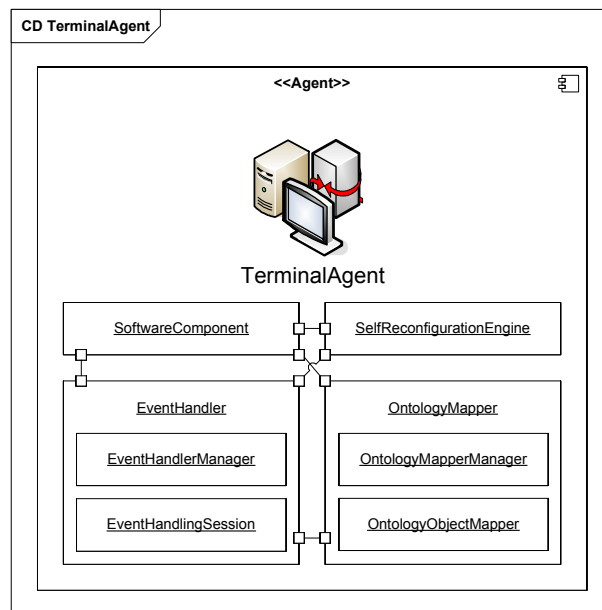 CD TerminalAgent
<<Agent>>
TerminalAgent
SoftwareComponent
SelfReconfigurationEngine
EventHandler
OntologyMapper
EventHandlerManager
OntologyMapperManager
EventHandlingSession
OntologyObjectMapper